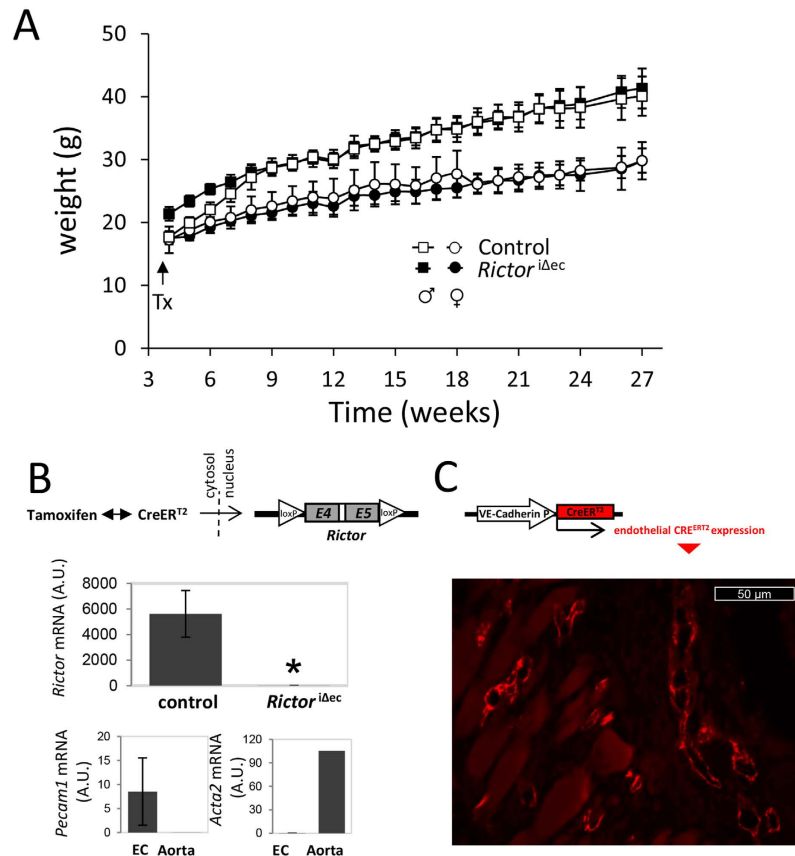 A
weight (g)
50
40
30
20
10
0
Tx
Control
Rictor iΔec
♂ ♀
3 6 9 12 15 18 21 24 27
Time (weeks)
B
Tamoxifen CreERT2
cytosol
nucleus
loxP E4 E5 loxP
Rictor
Rictor mRNA (A.U.)
8000
6000
4000
2000
0
*
control Rictor iΔec
Pecam1 mRNA
(A.U.)
20
15
10
5
0
EC Aorta
Acta2 mRNA
(A.U.)
120
90
60
30
0
EC Aorta
C
VE-Cadherin P CreERT2
endothelial CREERT2 expression
50 µm